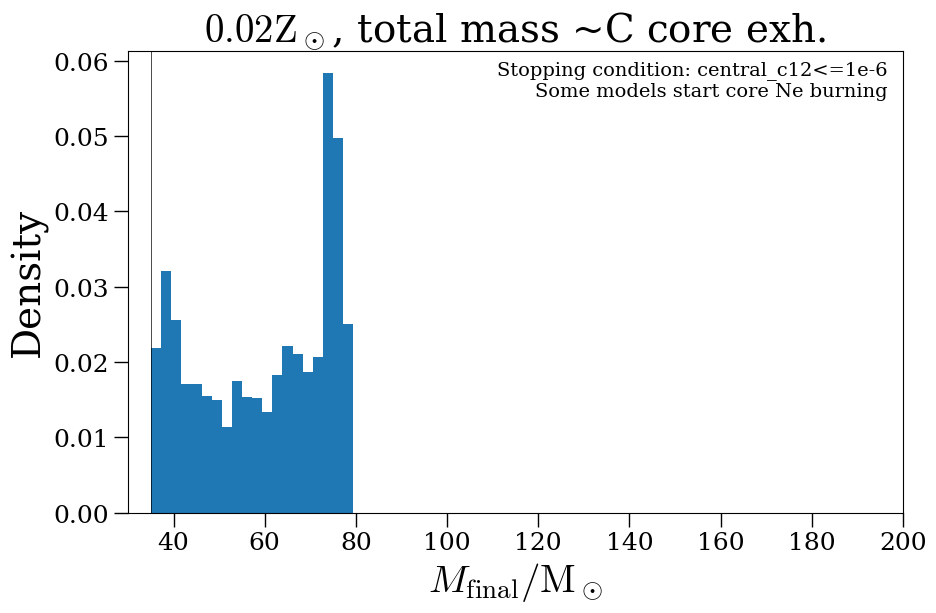 0.02Z⊙, total mass ~C core exh.
Stopping condition: central_c12<=1e-6
Some models start core Ne burning
Density
0.06
0.05
0.04
0.03
0.02
0.01
0.00
40 60 80 100 120 140 160 180 200
M_final/M⊙